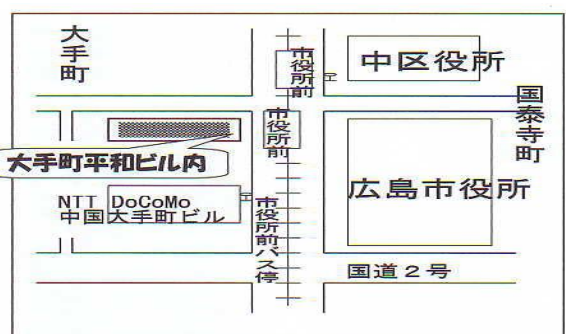 大手町
市役所前
中区役所
国泰寺町
市役所前
大手町平和ビル内
広島市役所
NTT DoCoMo
中国大手町ビル
市役所前バス停
国道2号